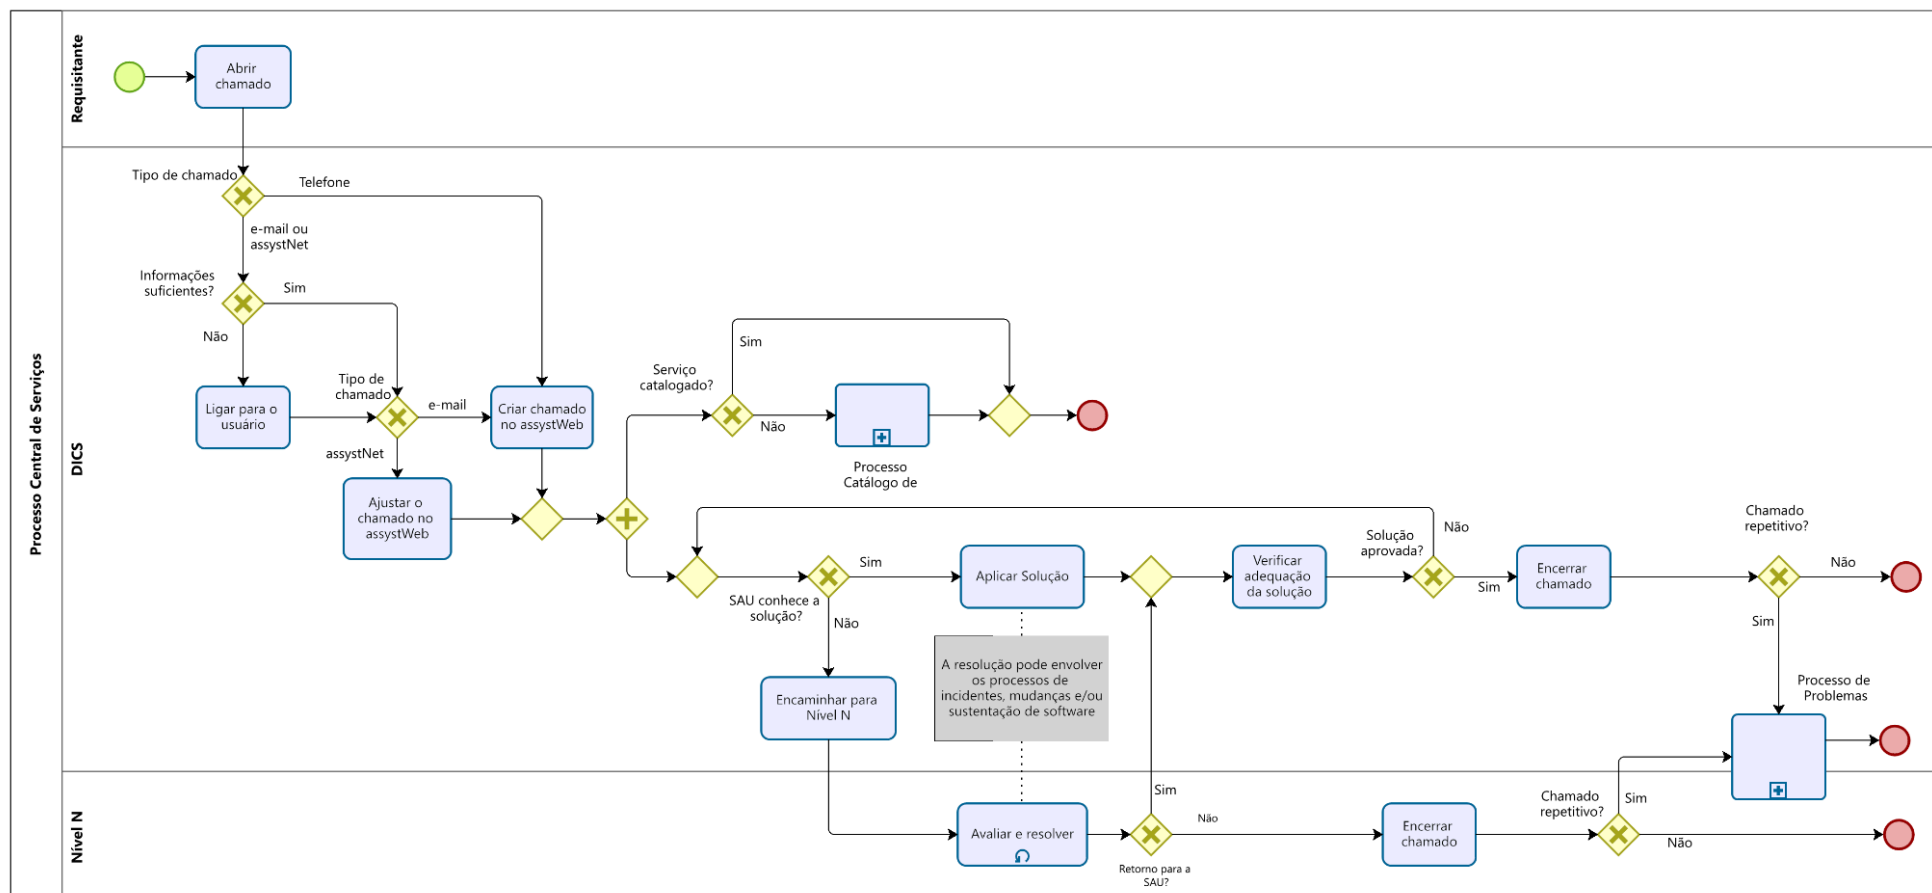 Processo Central de Serviços
Requisitante
Abrir
chamado
DICS
Tipo de chamado
Telefone
e-mail ou
assystNet
Informações
suficientes?
Sim
Não
Ligar para o
usuário
Tipo de
chamado
e-mail
assystNet
Criar chamado
no assystWeb
Ajustar o
chamado no
assystWeb
Serviço
catalogado?
Sim
Não
Processo
Catálogo de
SAU conhece a
solução?
Sim
Não
Aplicar Solução
Encaminhar para
Nível N
A resolução pode envolver
os processos de
incidentes, mudanças e/ou
sustentação de software
Verificar
adequação
da solução
Solução
aprovada?
Não
Sim
Encerrar
chamado
Chamado
repetitivo?
Não
Sim
Processo de
Problemas
Nível N
Avaliar e resolver
Sim
Não
Retorno para a
SAU?
Encerrar
chamado
Chamado
repetitivo?
Sim
Não